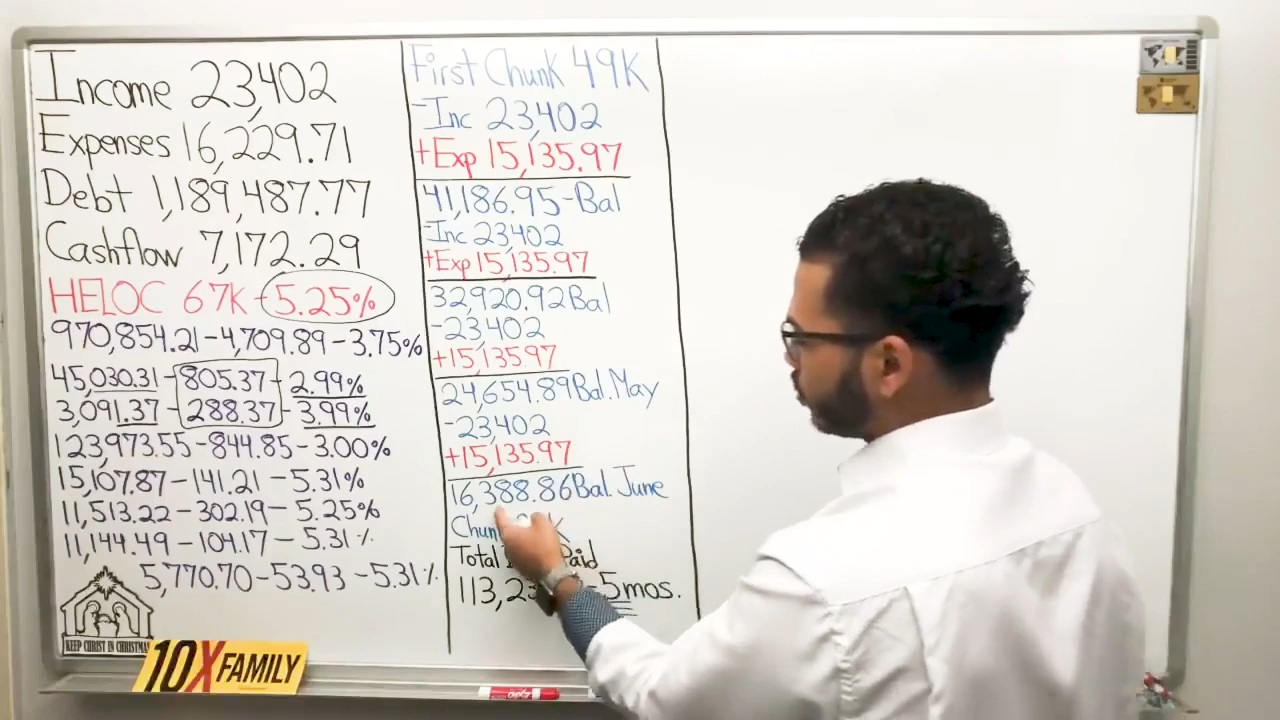 Income 23,402
Expenses 16,229.71
Debt 1,189,487.77
Cashflow 7,172.29
HELOC 67K - 5.25%
970,854.21 - 4,709.89 - 3.75%
45,030.31 - 805.37 - 2.99%
3,091.37 - 288.37 - 3.99%
123,973.55 - 844.85 - 3.00%
15,107.87 - 141.21 - 5.31%
11,513.22 - 302.19 - 5.25%
11,144.49 - 104.17 - 5.31%
5,770.70 - 53.93 - 5.31%
KEEP CHRIST IN CHRISTMAS
10X FAMILY
First Chunk 49K
-Inc 23,402
+Exp 15,135.97
41,186.95 - Bal
-Inc 23,402
+Exp 15,135.97
32,920.92 Bal
-23,402
+15,135.97
24,654.89 Bal. May
-23,402
+15,135.97
16,388.86 Bal. June
Total Paid
113,23 - 5mos.